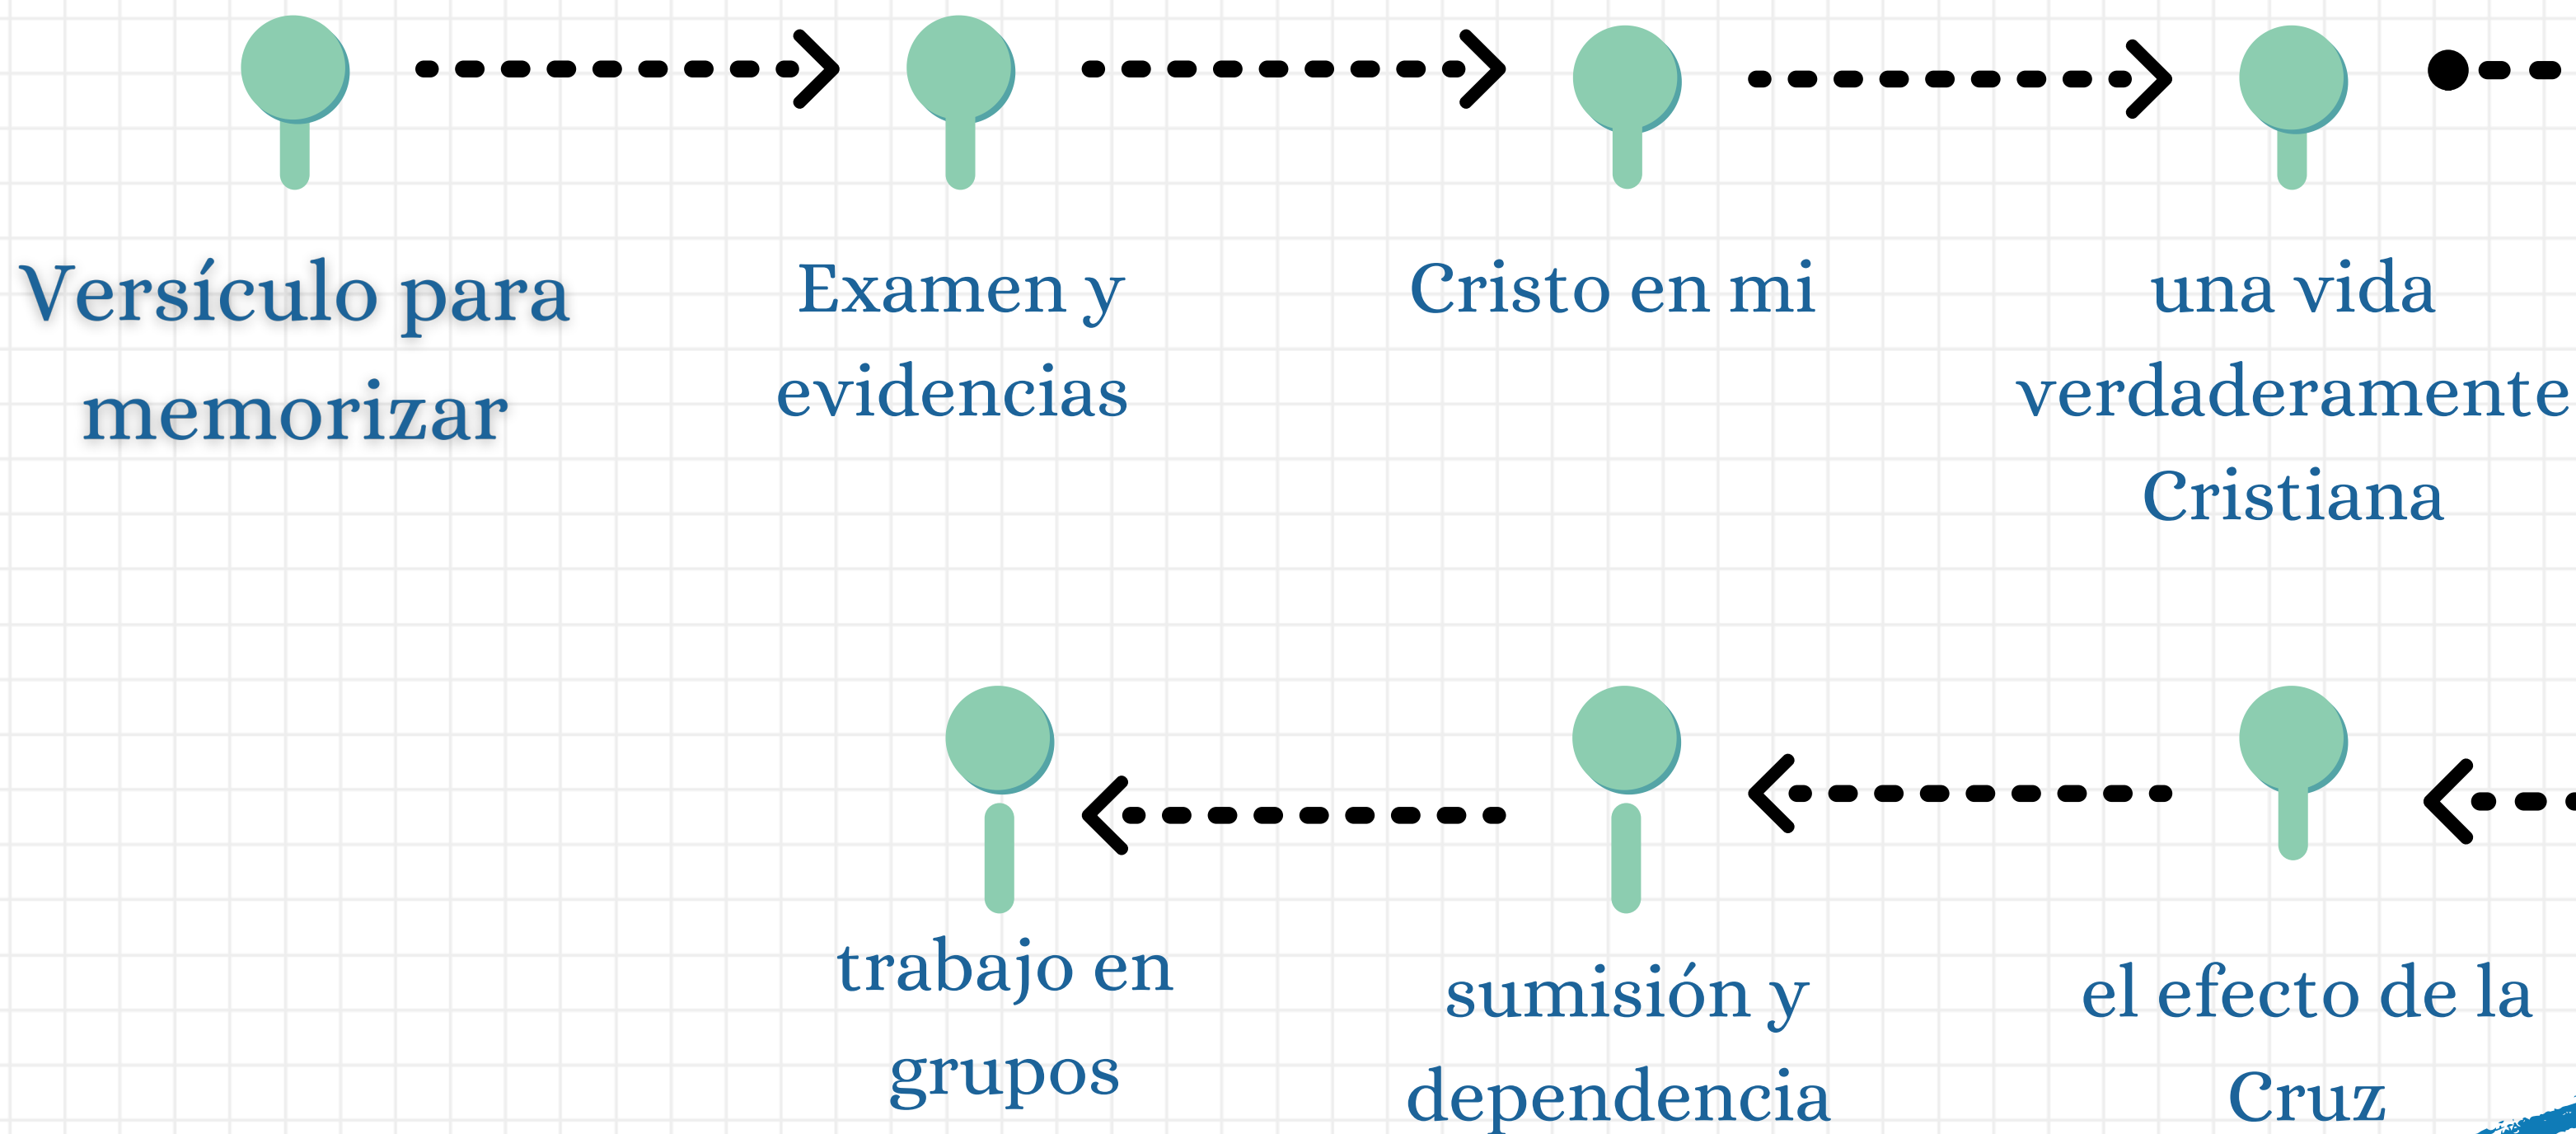 Versículo para
memorizar
Examen y
evidencias
Cristo en mi
una vida
verdaderamente
Cristiana
trabajo en
grupos
sumisión y
dependencia
el efecto de la
Cruz